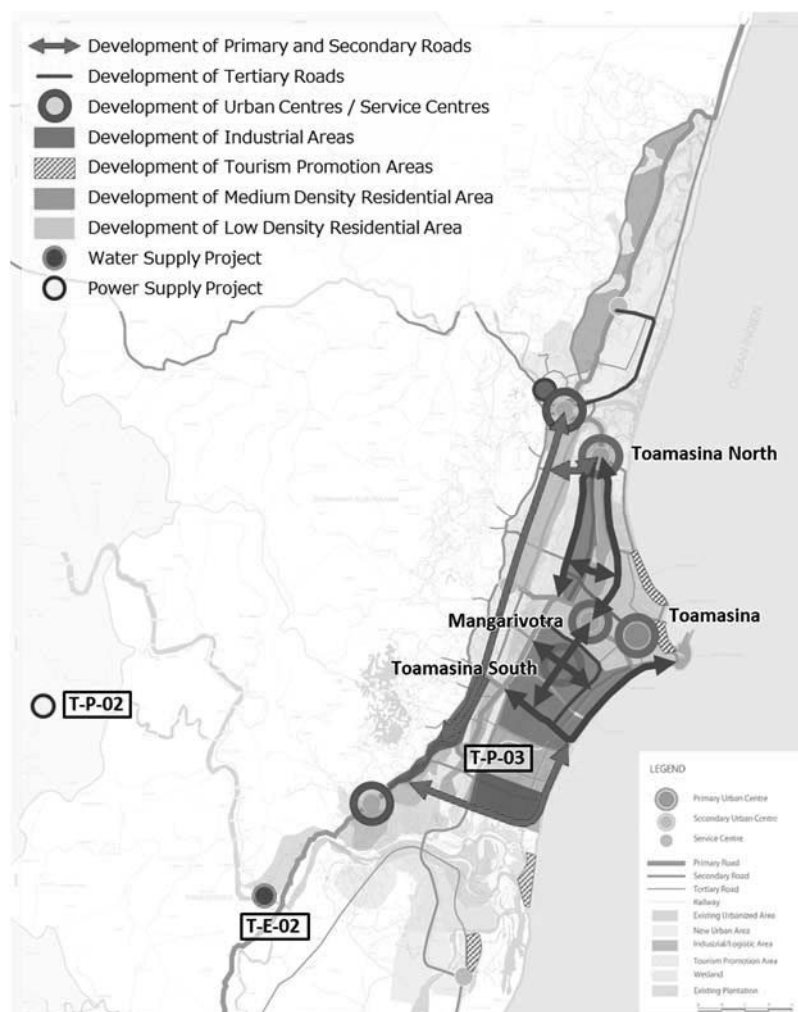 Development of Primary and Secondary Roads
Development of Tertiary Roads
Development of Urban Centres / Service Centres
Development of Industrial Areas
Development of Tourism Promotion Areas
Development of Medium Density Residential Area
Development of Low Density Residential Area
Water Supply Project
Power Supply Project
OCEAN INDIEN
Toamasina North
Mangarivotra
Toamasina
Toamasina South
T-P-02
T-P-03
T-E-02
LEGEND
Primary Urban Centre
Secondary Urban Centre
Service Centre
Primary Road
Secondary Road
Tertiary Road
Railway
Existing Urbanized Area
New Urban Area
Industrial/Logistic Area
Tourism Promotion Area
Wetland
Existing Plantation